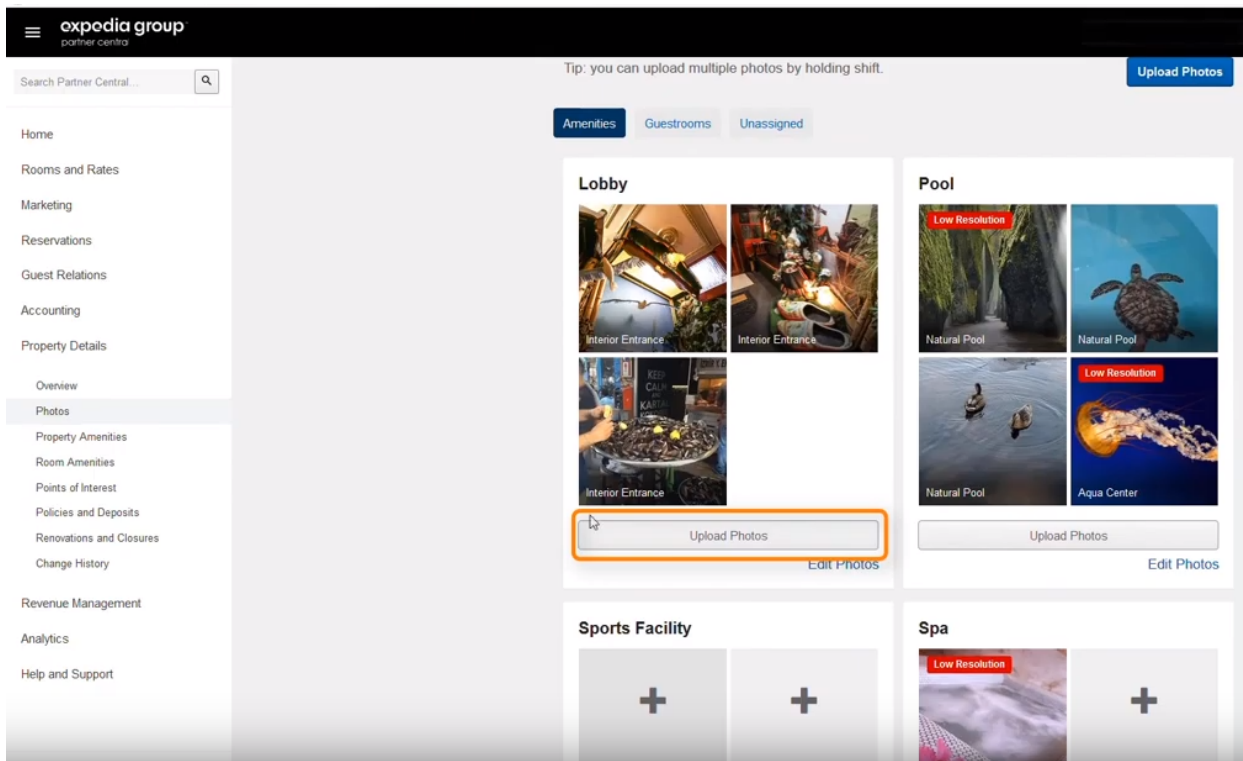 expedia group
partner central
Search Partner Central...
Home
Rooms and Rates
Marketing
Reservations
Guest Relations
Accounting
Property Details
Overview
Photos
Property Amenities
Room Amenities
Points of Interest
Policies and Deposits
Renovations and Closures
Change History
Revenue Management
Analytics
Help and Support
Tip: you can upload multiple photos by holding shift.
Upload Photos
Amenities Guestrooms Unassigned
Lobby
Interior Entrance
Interior Entrance
KEEP
CALM
Interior Entrance
Upload Photos
Edit Photos
Pool
Low Resolution
Natural Pool
Natural Pool
Low Resolution
Natural Pool
Aqua Center
Upload Photos
Edit Photos
Sports Facility
Spa
Low Resolution